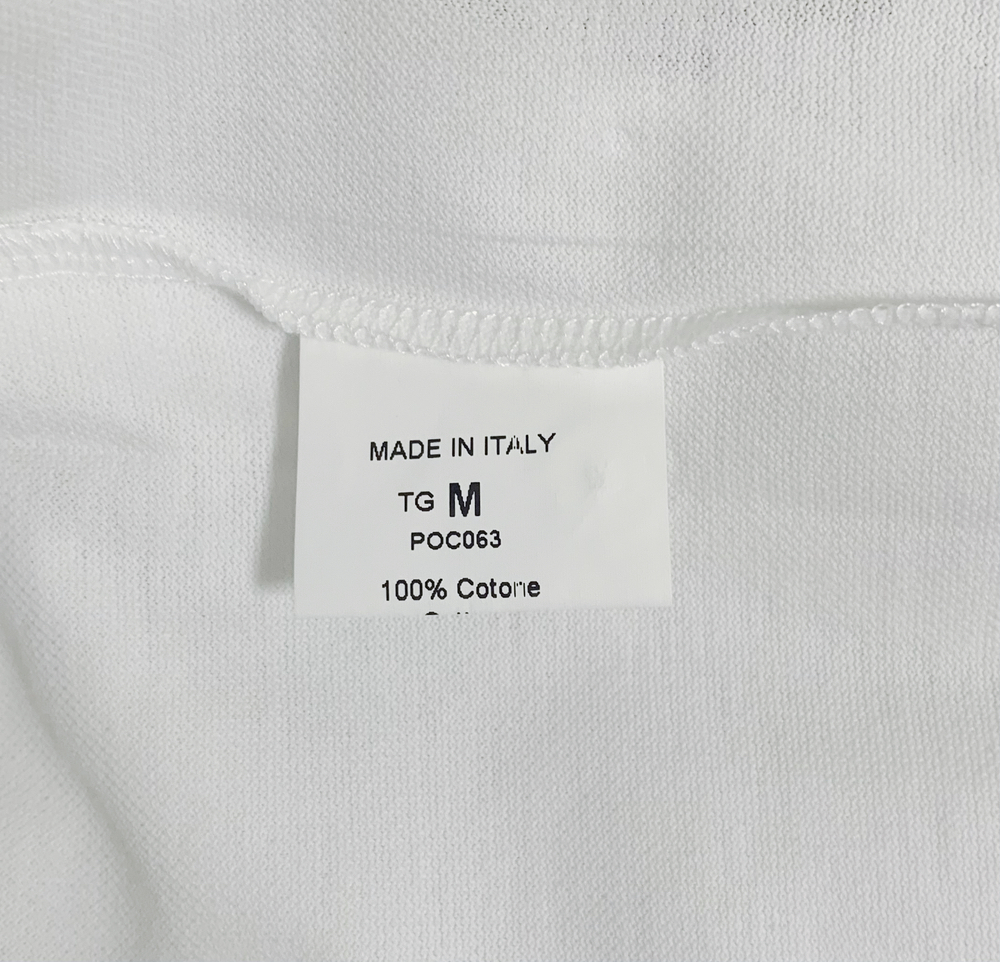 MADE IN ITALY
TG M
POC063
100% Cotone